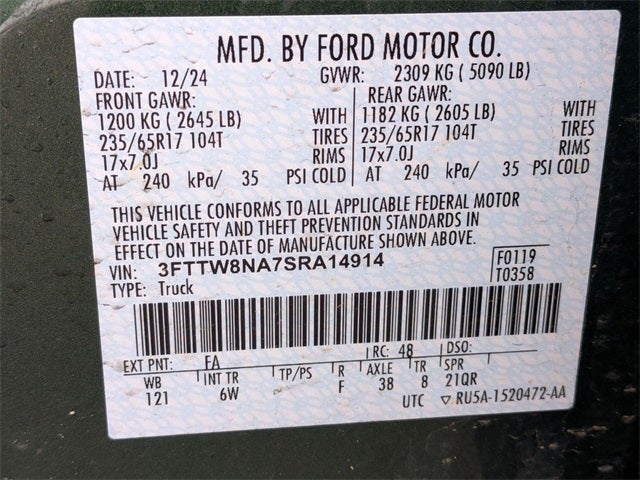 MFD. BY FORD MOTOR CO.
DATE: 12/24 GVWR: 2309 KG ( 5090 LB)
FRONT GAWR: REAR GAWR:
1200 KG ( 2645 LB) WITH 1182 KG ( 2605 LB) WITH
235/65R17 104T TIRES 235/65R17 104T TIRES
17x7.0J RIMS 17x7.0J RIMS
AT 240 kPa/ 35 PSI COLD AT 240 kPa/ 35 PSI COLD
THIS VEHICLE CONFORMS TO ALL APPLICABLE FEDERAL MOTOR
VEHICLE SAFETY AND THEFT PREVENTION STANDARDS IN
EFFECT ON THE DATE OF MANUFACTURE SHOWN ABOVE.
VIN: 3FTTW8NA7SRA14914 F0119
TYPE: Truck T0358
EXT PNT: EA RC: 48 DSO:
WB INT TR TP/PS R AXLE TR SPR
121 6W F 38 8 21QR
UTC ▽ RU5A-1520472-AA